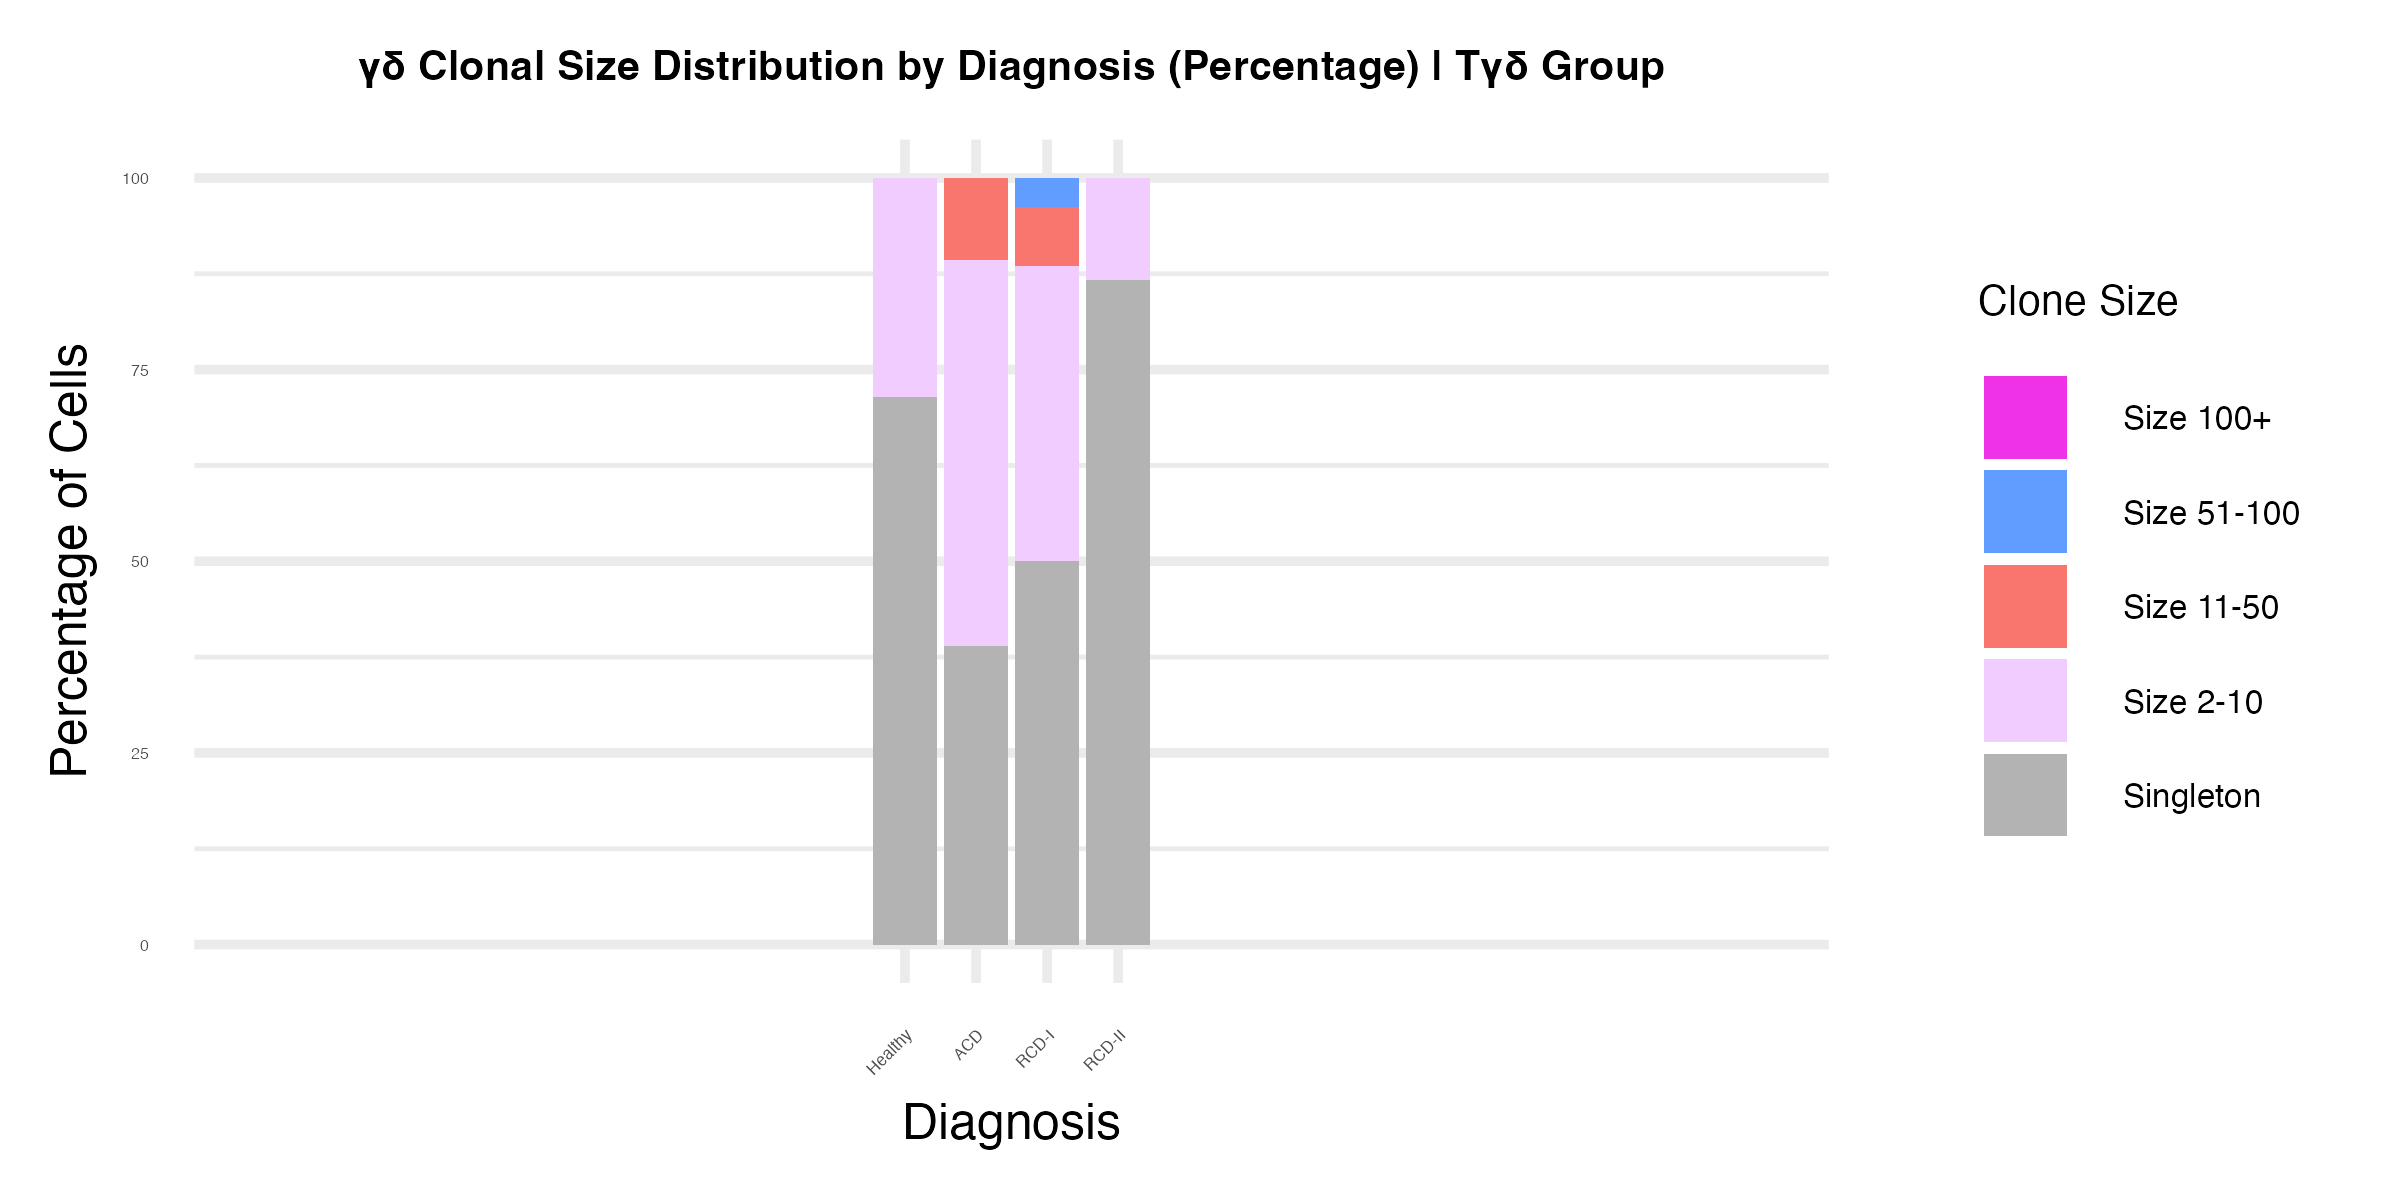 γδ Clonal Size Distribution by Diagnosis (Percentage) | Tγδ Group
Percentage of Cells
100
75
50
25
0
Healthy
ACD
RCD-I
RCD-II
Diagnosis
Clone Size
Size 100+
Size 51-100
Size 11-50
Size 2-10
Singleton